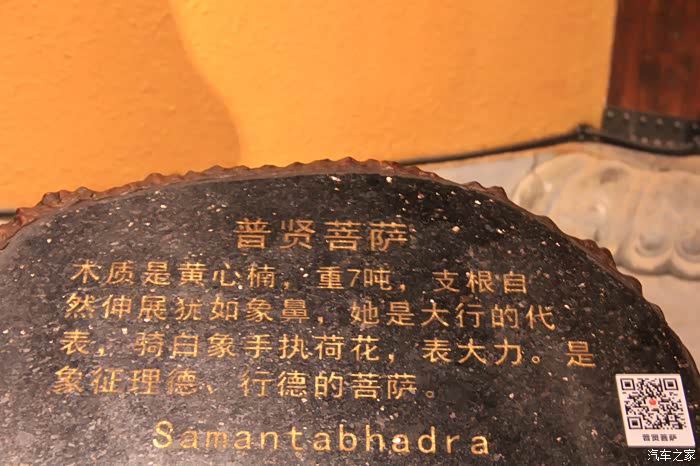 普贤菩萨
木质是黄心楠，重7吨，支根自
然伸展犹如象鼻，她是大行的代
表，骑白象手执荷花，表大力。是
象征理德、行德的菩萨。
Samantabhadra
普贤菩萨
汽车之家